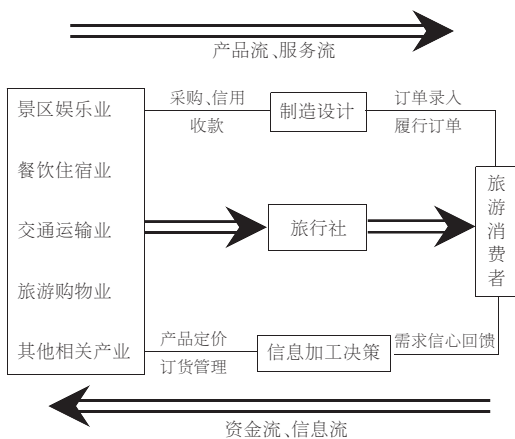 产品流、服务流
景区娱乐业
餐饮住宿业
交通运输业
旅游购物业
其他相关产业
采购、信用
收款
制造设计
订单录入
履行订单
旅行社
旅游消费者
产品定价
订货管理
信息加工决策
需求信心回馈
资金流、信息流